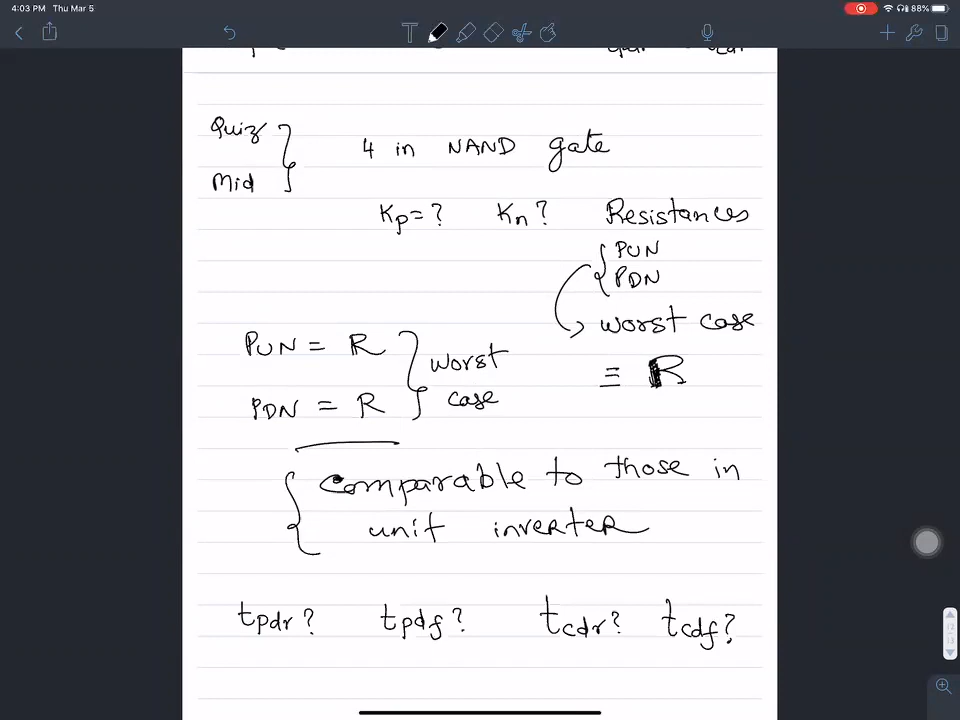 4:03 PM Thu Mar 5
88%
T
Quiz
Mid
4 in NAND gate
Kp=? Kn? Resistances
PUN
PDN
worst case
≡ R
PUN = R
PDN = R
worst
case
comparable to those in
unit inverter
tpdr? tpdf? tcdr? tcdf?